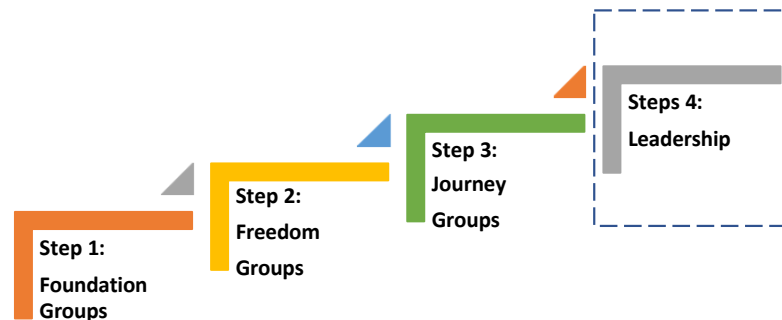 Step 1:
Foundation
Groups
Step 2:
Freedom
Groups
Step 3:
Journey
Groups
Steps 4:
Leadership